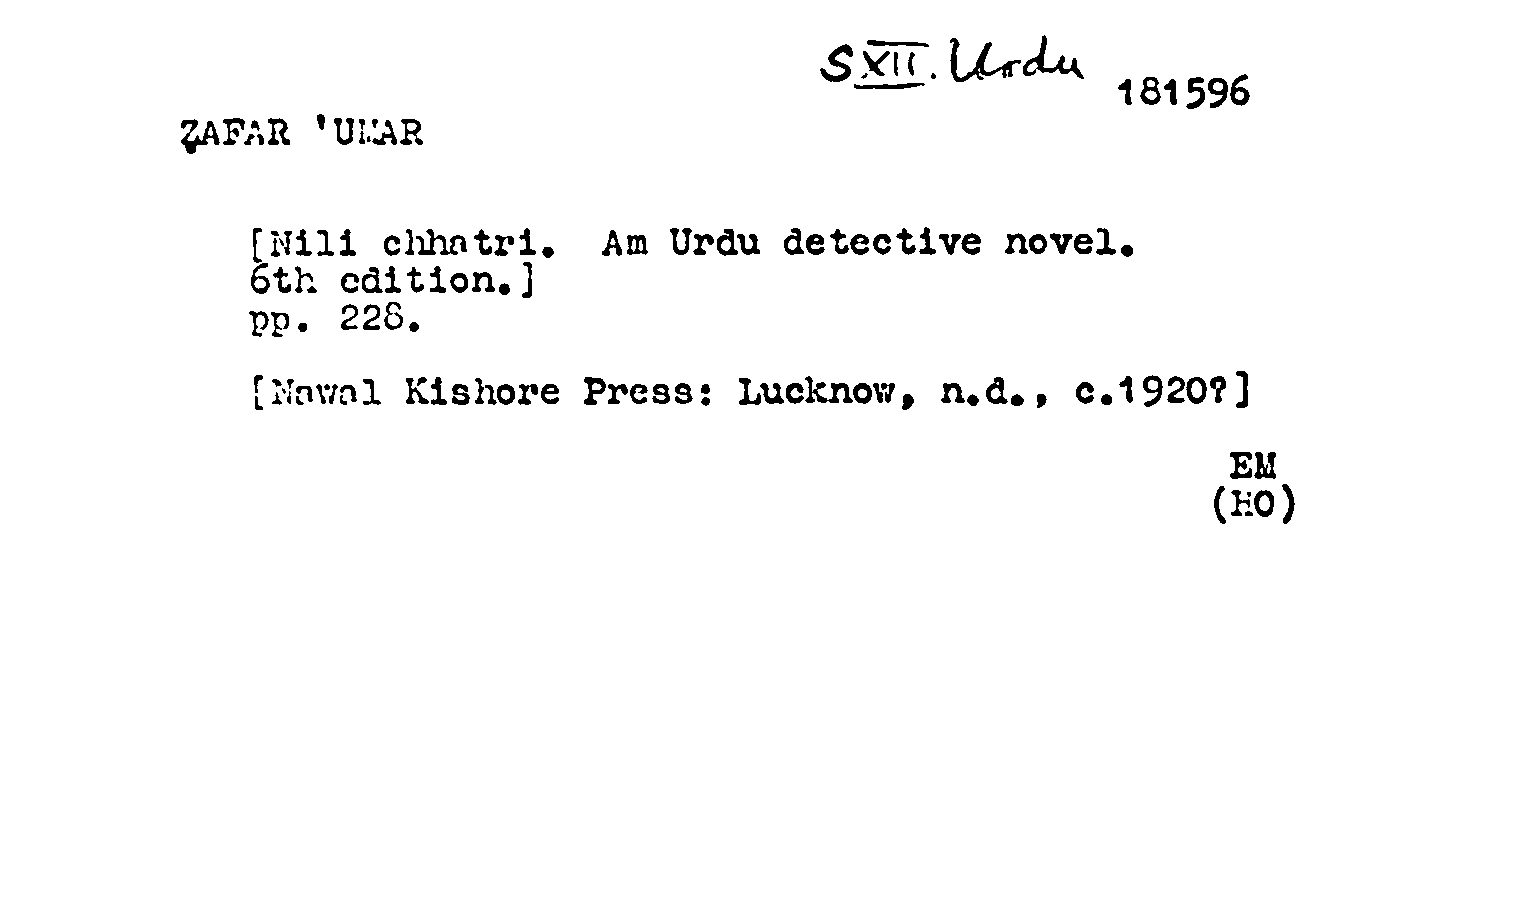 SXII. Urdu
181596
ẒAFAR 'UMAR
[Nili chhatri. Am Urdu detective novel.
6th edition.]
pp. 228.
[Nawal Kishore Press: Lucknow, n.d., c.1920?]
EM
(HO)